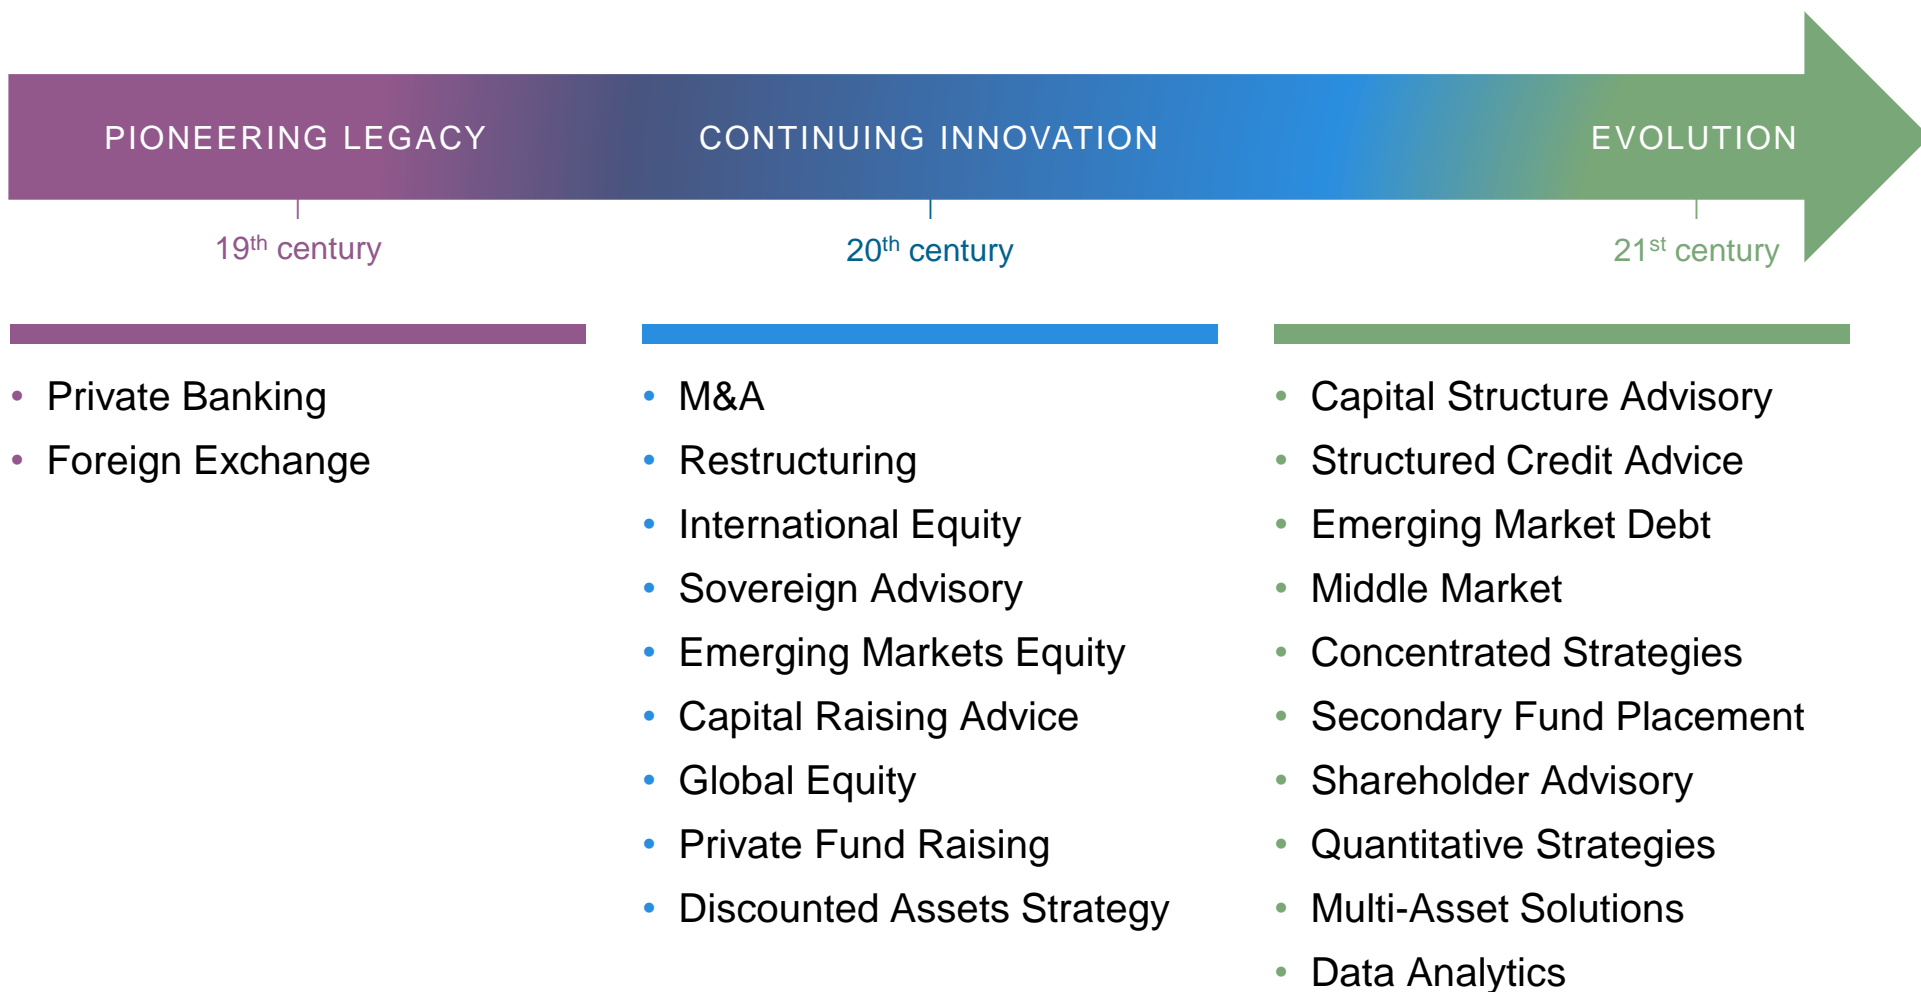 PIONEERING LEGACY
CONTINUING INNOVATION
EVOLUTION
19th century
20th century
21st century
• Private Banking
• Foreign Exchange
• M&A
• Restructuring
• International Equity
• Sovereign Advisory
• Emerging Markets Equity
• Capital Raising Advice
• Global Equity
• Private Fund Raising
• Discounted Assets Strategy
• Capital Structure Advisory
• Structured Credit Advice
• Emerging Market Debt
• Middle Market
• Concentrated Strategies
• Secondary Fund Placement
• Shareholder Advisory
• Quantitative Strategies
• Multi-Asset Solutions
• Data Analytics